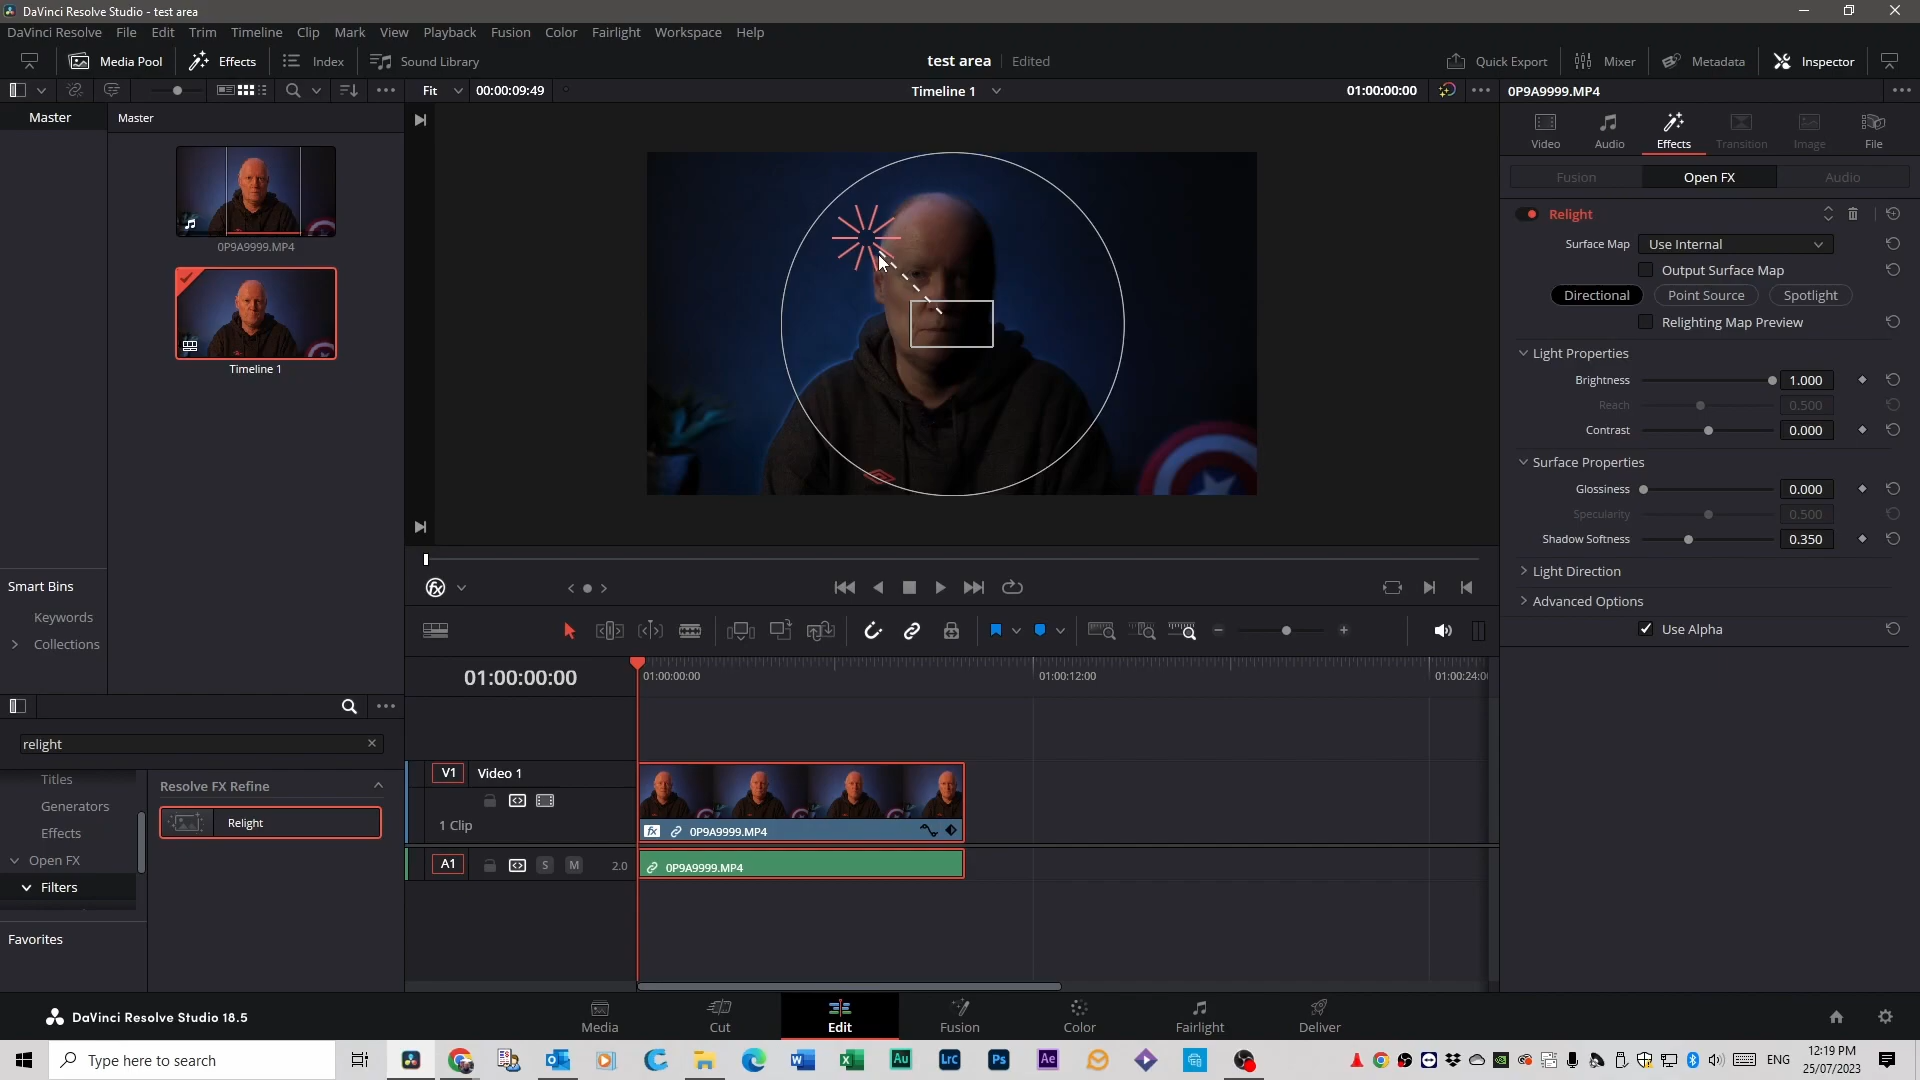 DaVinci Resolve Studio - test area
DaVinci Resolve File Edit Trim Timeline Clip Mark View Playback Fusion Color Fairlight Workspace Help
Media Pool Effects Index Sound Library test area Edited Quick Export Mixer Metadata Inspector
Fit 00:00:09:49 Timeline 1 01:00:00:00 0P9A9999.MP4
Master Master
Video Audio Effects Transition Image File
Fusion Open FX Audio
Relight
Surface Map Use Internal
0P9A9999.MP4
Output Surface Map
Directional Point Source Spotlight
Relighting Map Preview
Light Properties
Timeline 1
Brightness 1.000
Reach 0.500
Contrast 0.000
Surface Properties
Glossiness 0.000
Specularity 0.500
Shadow Softness 0.350
Light Direction
Smart Bins
Advanced Options
Keywords
Use Alpha
Collections
01:00:00:00 01:00:00:00 01:00:12:00 01:00:24:0
relight
V1 Video 1
Titles
Resolve FX Refine
Generators
Relight
1 Clip
fx 0P9A9999.MP4
Effects
Open FX
A1 S M 2.0 0P9A9999.MP4
Filters
Favorites
DaVinci Resolve Studio 18.5
Media Cut Edit Fusion Color Fairlight Deliver
Type here to search
W X Au Lrc Ps Ae
ENG
12:19 PM
25/07/2023